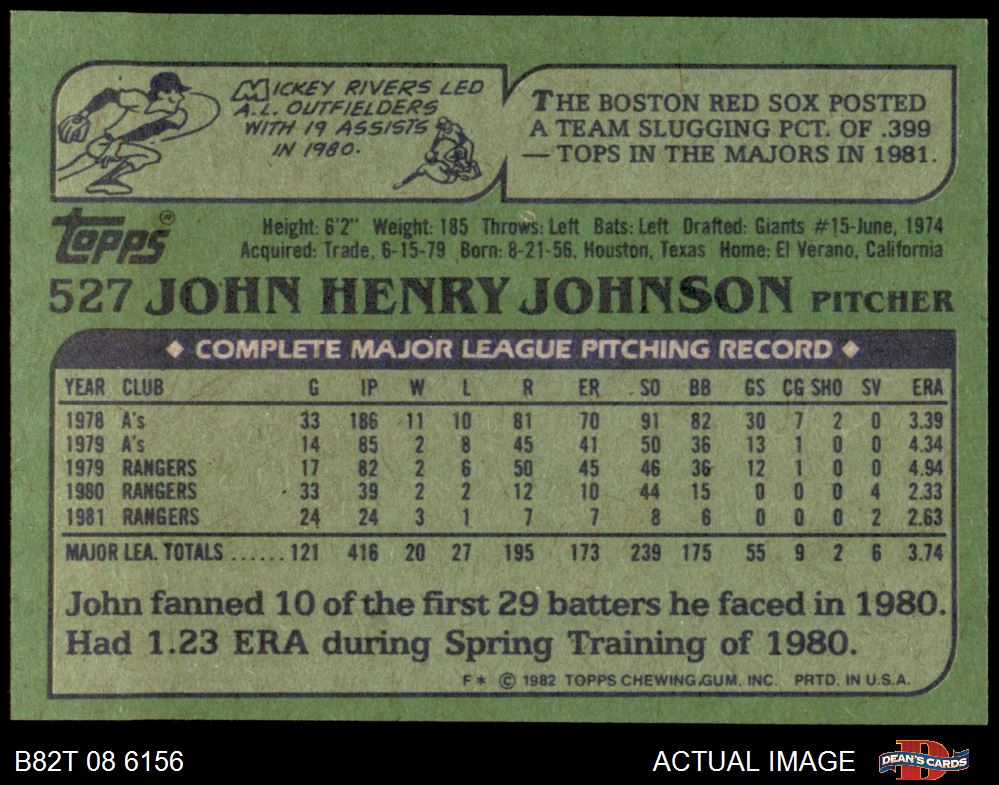 MICKEY RIVERS LED
A.L. OUTFIELDERS
WITH 19 ASSISTS
IN 1980.
THE BOSTON RED SOX POSTED
A TEAM SLUGGING PCT. OF .399
— TOPS IN THE MAJORS IN 1981.
Topps®
Height: 6'2" Weight: 185 Throws: Left Bats: Left Drafted: Giants #15-June, 1974
Acquired: Trade, 6-15-79 Born: 8-21-56, Houston, Texas Home: El Verano, California
527 JOHN HENRY JOHNSON PITCHER
◆ COMPLETE MAJOR LEAGUE PITCHING RECORD ◆
YEAR CLUB G IP W L R ER SO BB GS CG SHO SV ERA
1978 A's 33 186 11 10 81 70 91 82 30 7 2 0 3.39
1979 A's 14 85 2 8 45 41 50 36 13 1 0 0 4.34
1979 RANGERS 17 82 2 6 50 45 46 36 12 1 0 0 4.94
1980 RANGERS 33 39 2 2 12 10 44 15 0 0 0 4 2.33
1981 RANGERS 24 24 3 1 7 7 8 6 0 0 0 2 2.63
MAJOR LEA. TOTALS ...... 121 416 20 27 195 173 239 175 55 9 2 6 3.74
John fanned 10 of the first 29 batters he faced in 1980.
Had 1.23 ERA during Spring Training of 1980.
F* © 1982 TOPPS CHEWING GUM, INC. PRTD. IN U.S.A.
B82T 08 6156
ACTUAL IMAGE
D
DEAN'S CARDS